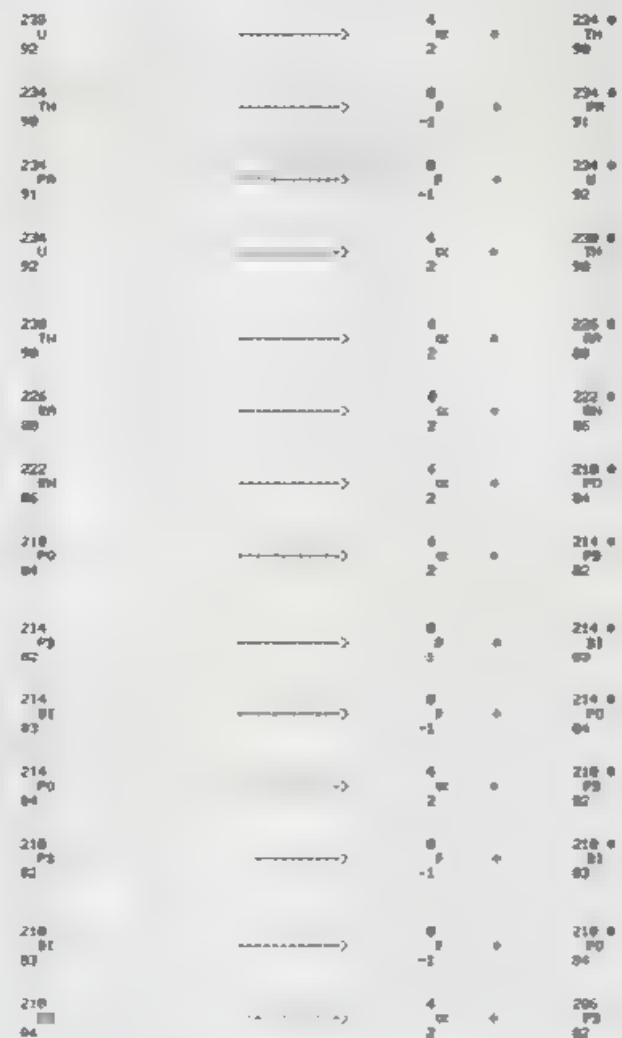 238 4 234
U → α + TH
92 2 90
234 0 234
TH → β + PA
90 -1 91
234 0 234
PA → β + U
91 -1 92
234 4 230
U → α + TH
92 2 90
230 4 226
TH → α + RA
90 2 88
226 4 222
RA → α + RN
88 2 86
222 4 218
RN → α + PO
86 2 84
218 4 214
PO → α + PB
84 2 82
214 0 214
PB → β + BI
82 -1 83
214 0 214
BI → β + PO
83 -1 84
214 4 210
PO → α + PB
84 2 82
210 0 210
PB → β + BI
82 -1 83
210 0 210
BI → β + PO
83 -1 84
210 4 206
→ α + PB
84 2 82